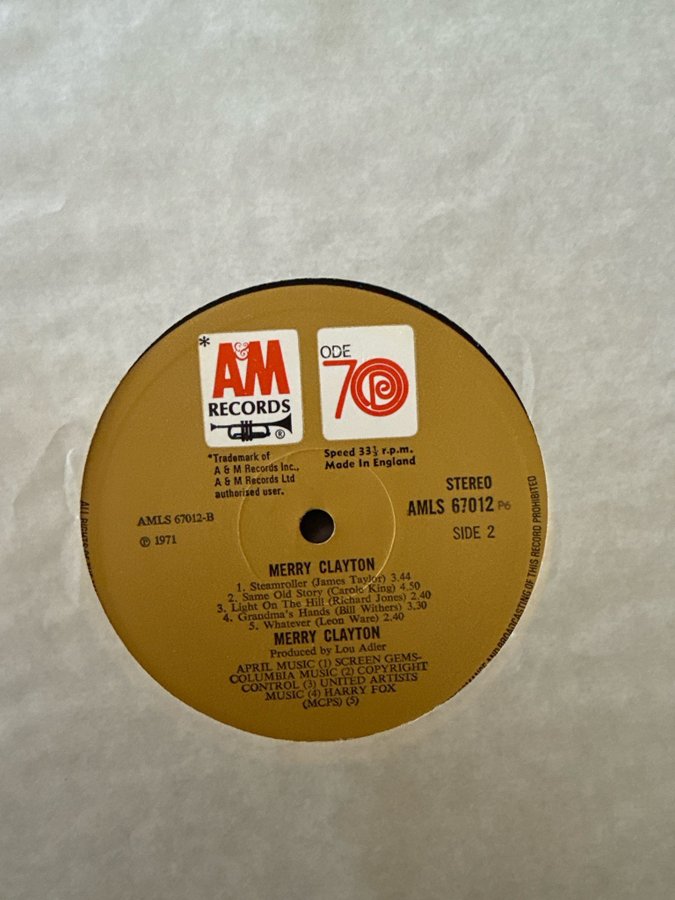 *
A&M
RECORDS
®
ODE
70
*Trademark of
A & M Records Inc.,
A & M Records Ltd
authorised user.
Speed 33⅓ r.p.m.
Made In England
STEREO
AMLS 67012 P6
SIDE 2
AMLS 67012-B
℗ 1971
MERRY CLAYTON
1. Steamroller (James Taylor) 3.44
2. Same Old Story (Carole King) 4.50
3. Light On The Hill (Richard Jones) 2.40
4. Grandma's Hands (Bill Withers) 3.30
5. Whatever (Leon Ware) 2.40
MERRY CLAYTON
Produced by Lou Adler
APRIL MUSIC (1) SCREEN GEMS-
COLUMBIA MUSIC (2) COPYRIGHT
CONTROL (3) UNITED ARTISTS
MUSIC (4) HARRY FOX
(MCPS) (5)
ALL
AND BROADCASTING OF THIS RECORD PROHIBITED